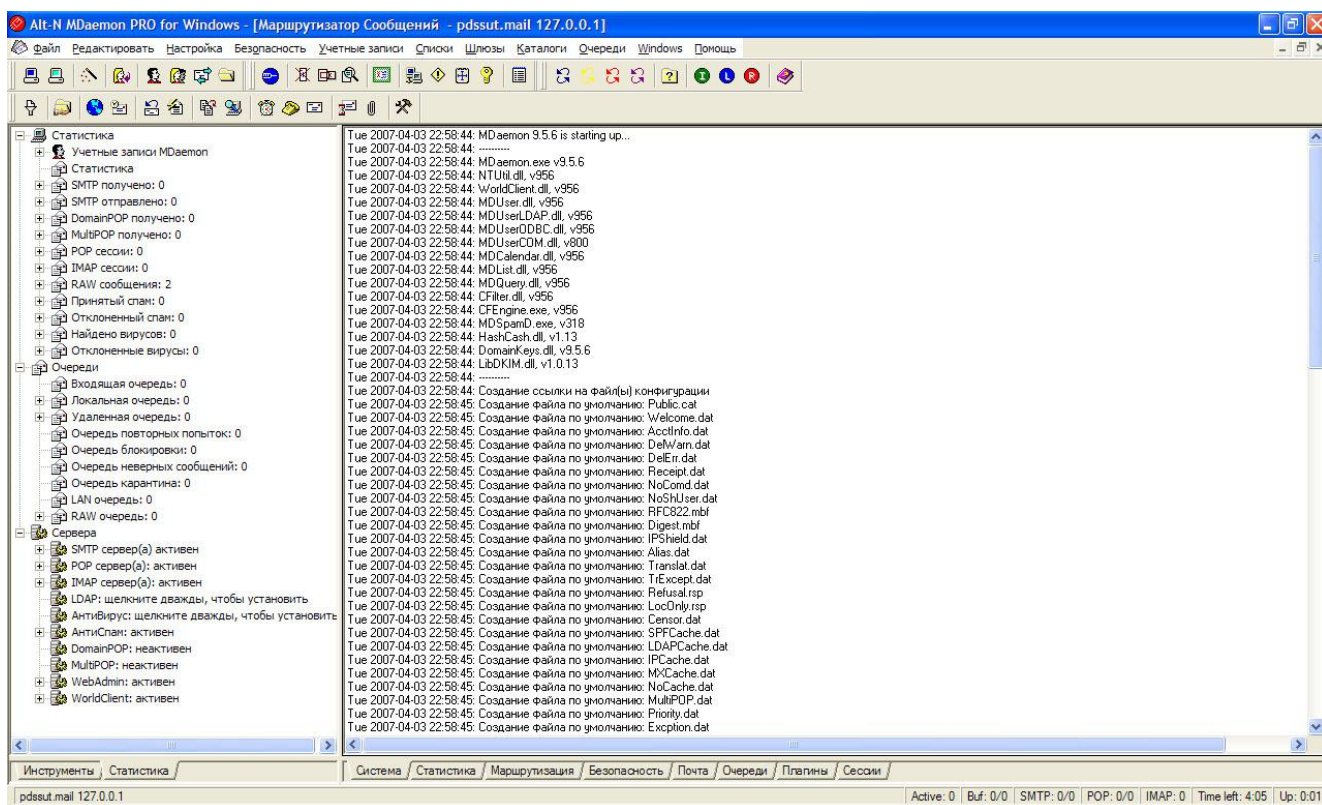 Alt-N MDaemon PRO for Windows - [Маршрутизатор Сообщений - pdssut.mail 127.0.0.1]
Файл Редактировать Настройка Безопасность Учетные записи Списки Шлюзы Каталоги Очереди Windows Помощь
Статистика
Учетные записи MDaemon
Статистика
SMTP получено: 0
SMTP отправлено: 0
DomainPOP получено: 0
MultiPOP получено: 0
POP сессии: 0
IMAP сессии: 0
RAW сообщения: 2
Принятый спам: 0
Отклоненный спам: 0
Найдено вирусов: 0
Отклоненные вирусы: 0
Очереди
Входящая очередь: 0
Локальная очередь: 0
Удаленная очередь: 0
Очередь повторных попыток: 0
Очередь блокировки: 0
Очередь неверных сообщений: 0
Очередь карантина: 0
LAN очередь: 0
RAW очередь: 0
Сервера
SMTP сервер(а) активен
POP сервер(а): активен
IMAP сервер(а): активен
LDAP: щелкните дважды, чтобы установить
АнтиВирус: щелкните дважды, чтобы установить
АнтиСпам: активен
DomainPOP: неактивен
MultiPOP: неактивен
WebAdmin: активен
WorldClient: активен
Tue 2007-04-03 22:58:44: MDaemon 9.5.6 is starting up...
Tue 2007-04-03 22:58:44: ----------
Tue 2007-04-03 22:58:44: MDaemon.exe v9.5.6
Tue 2007-04-03 22:58:44: NTUtil.dll, v956
Tue 2007-04-03 22:58:44: WorldClient.dll, v956
Tue 2007-04-03 22:58:44: MDUser.dll, v956
Tue 2007-04-03 22:58:44: MDUserLDAP.dll, v956
Tue 2007-04-03 22:58:44: MDUserODBC.dll, v956
Tue 2007-04-03 22:58:44: MDUserCOM.dll, v800
Tue 2007-04-03 22:58:44: MDCalendar.dll, v956
Tue 2007-04-03 22:58:44: MDList.dll, v956
Tue 2007-04-03 22:58:44: MDQuery.dll, v956
Tue 2007-04-03 22:58:44: CFilter.dll, v956
Tue 2007-04-03 22:58:44: CFEngine.exe, v956
Tue 2007-04-03 22:58:44: MDSpamD.exe, v318
Tue 2007-04-03 22:58:44: HashCash.dll, v1.13
Tue 2007-04-03 22:58:44: DomainKeys.dll, v9.5.6
Tue 2007-04-03 22:58:44: LibDKIM.dll, v1.0.13
Tue 2007-04-03 22:58:44: ----------
Tue 2007-04-03 22:58:44: Создание ссылки на файл(ы) конфигурации
Tue 2007-04-03 22:58:45: Создание файла по умолчанию: Public.cat
Tue 2007-04-03 22:58:45: Создание файла по умолчанию: Welcome.dat
Tue 2007-04-03 22:58:45: Создание файла по умолчанию: AcctInfo.dat
Tue 2007-04-03 22:58:45: Создание файла по умолчанию: DelWarn.dat
Tue 2007-04-03 22:58:45: Создание файла по умолчанию: DelErr.dat
Tue 2007-04-03 22:58:45: Создание файла по умолчанию: Receipt.dat
Tue 2007-04-03 22:58:45: Создание файла по умолчанию: NoComd.dat
Tue 2007-04-03 22:58:45: Создание файла по умолчанию: NoShUser.dat
Tue 2007-04-03 22:58:45: Создание файла по умолчанию: RFC822.mbf
Tue 2007-04-03 22:58:45: Создание файла по умолчанию: Digest.mbf
Tue 2007-04-03 22:58:45: Создание файла по умолчанию: IPShield.dat
Tue 2007-04-03 22:58:45: Создание файла по умолчанию: Alias.dat
Tue 2007-04-03 22:58:45: Создание файла по умолчанию: Translat.dat
Tue 2007-04-03 22:58:45: Создание файла по умолчанию: TrExcept.dat
Tue 2007-04-03 22:58:45: Создание файла по умолчанию: Refusal.rsp
Tue 2007-04-03 22:58:45: Создание файла по умолчанию: LocOnly.rsp
Tue 2007-04-03 22:58:45: Создание файла по умолчанию: Censor.dat
Tue 2007-04-03 22:58:45: Создание файла по умолчанию: SPFCache.dat
Tue 2007-04-03 22:58:45: Создание файла по умолчанию: LDAPCache.dat
Tue 2007-04-03 22:58:45: Создание файла по умолчанию: IPCache.dat
Tue 2007-04-03 22:58:45: Создание файла по умолчанию: MXCache.dat
Tue 2007-04-03 22:58:45: Создание файла по умолчанию: NoCache.dat
Tue 2007-04-03 22:58:45: Создание файла по умолчанию: MultiPOP.dat
Tue 2007-04-03 22:58:45: Создание файла по умолчанию: Priority.dat
Tue 2007-04-03 22:58:45: Создание файла по умолчанию: Excption.dat
Инструменты Статистика
Система Статистика Маршрутизация Безопасность Почта Очереди Плагины Сессии
pdssut.mail 127.0.0.1
Active: 0 Buf: 0/0 SMTP: 0/0 POP: 0/0 IMAP: 0 Time left: 4:05 Up: 0:01